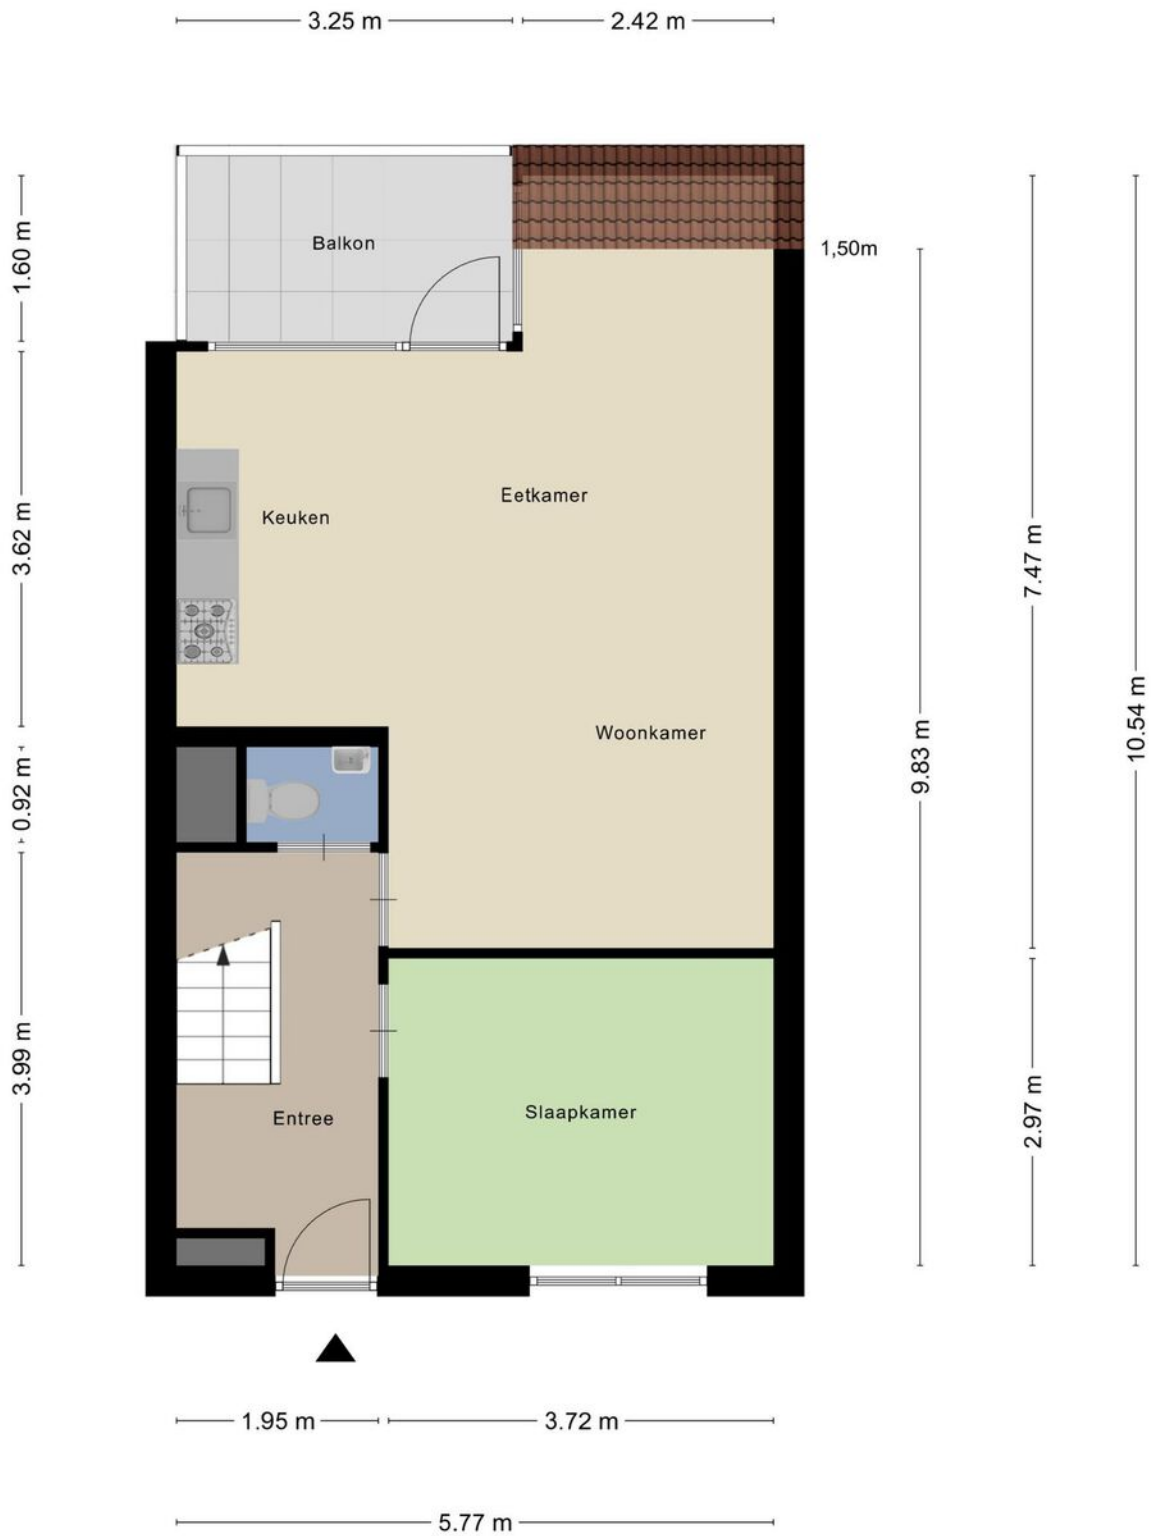 3.25 m
2.42 m
Balkon
1,50m
1.60 m
Eetkamer
Keuken
3.62 m
7.47 m
10.54 m
Woonkamer
9.83 m
0.92 m
3.99 m
Entree
Slaapkamer
2.97 m
1.95 m
3.72 m
5.77 m